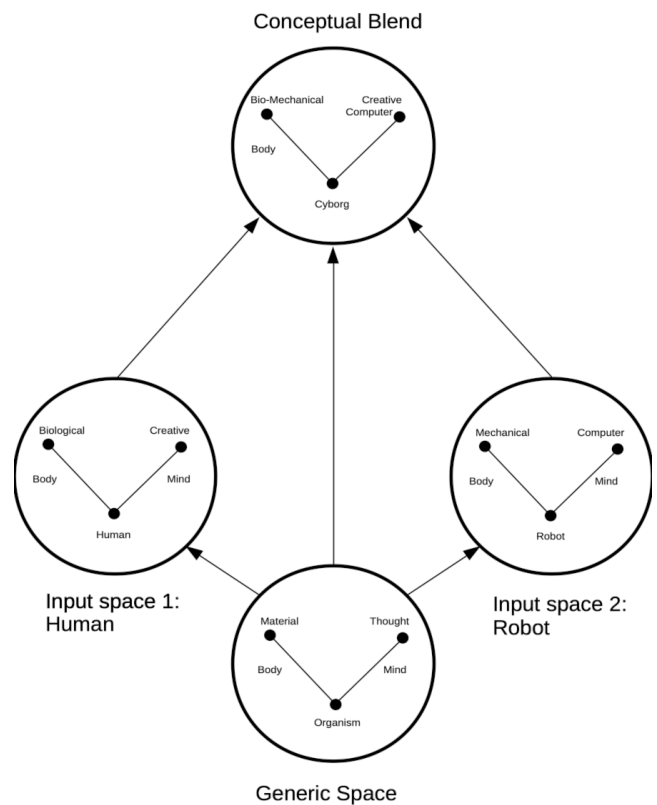 Conceptual Blend
Bio-Mechanical
Creative
Computer
Body
Cyborg
Biological
Creative
Body
Mind
Human
Mechanical
Computer
Body
Mind
Robot
Input space 1:
Human
Input space 2:
Robot
Material
Thought
Body
Mind
Organism
Generic Space